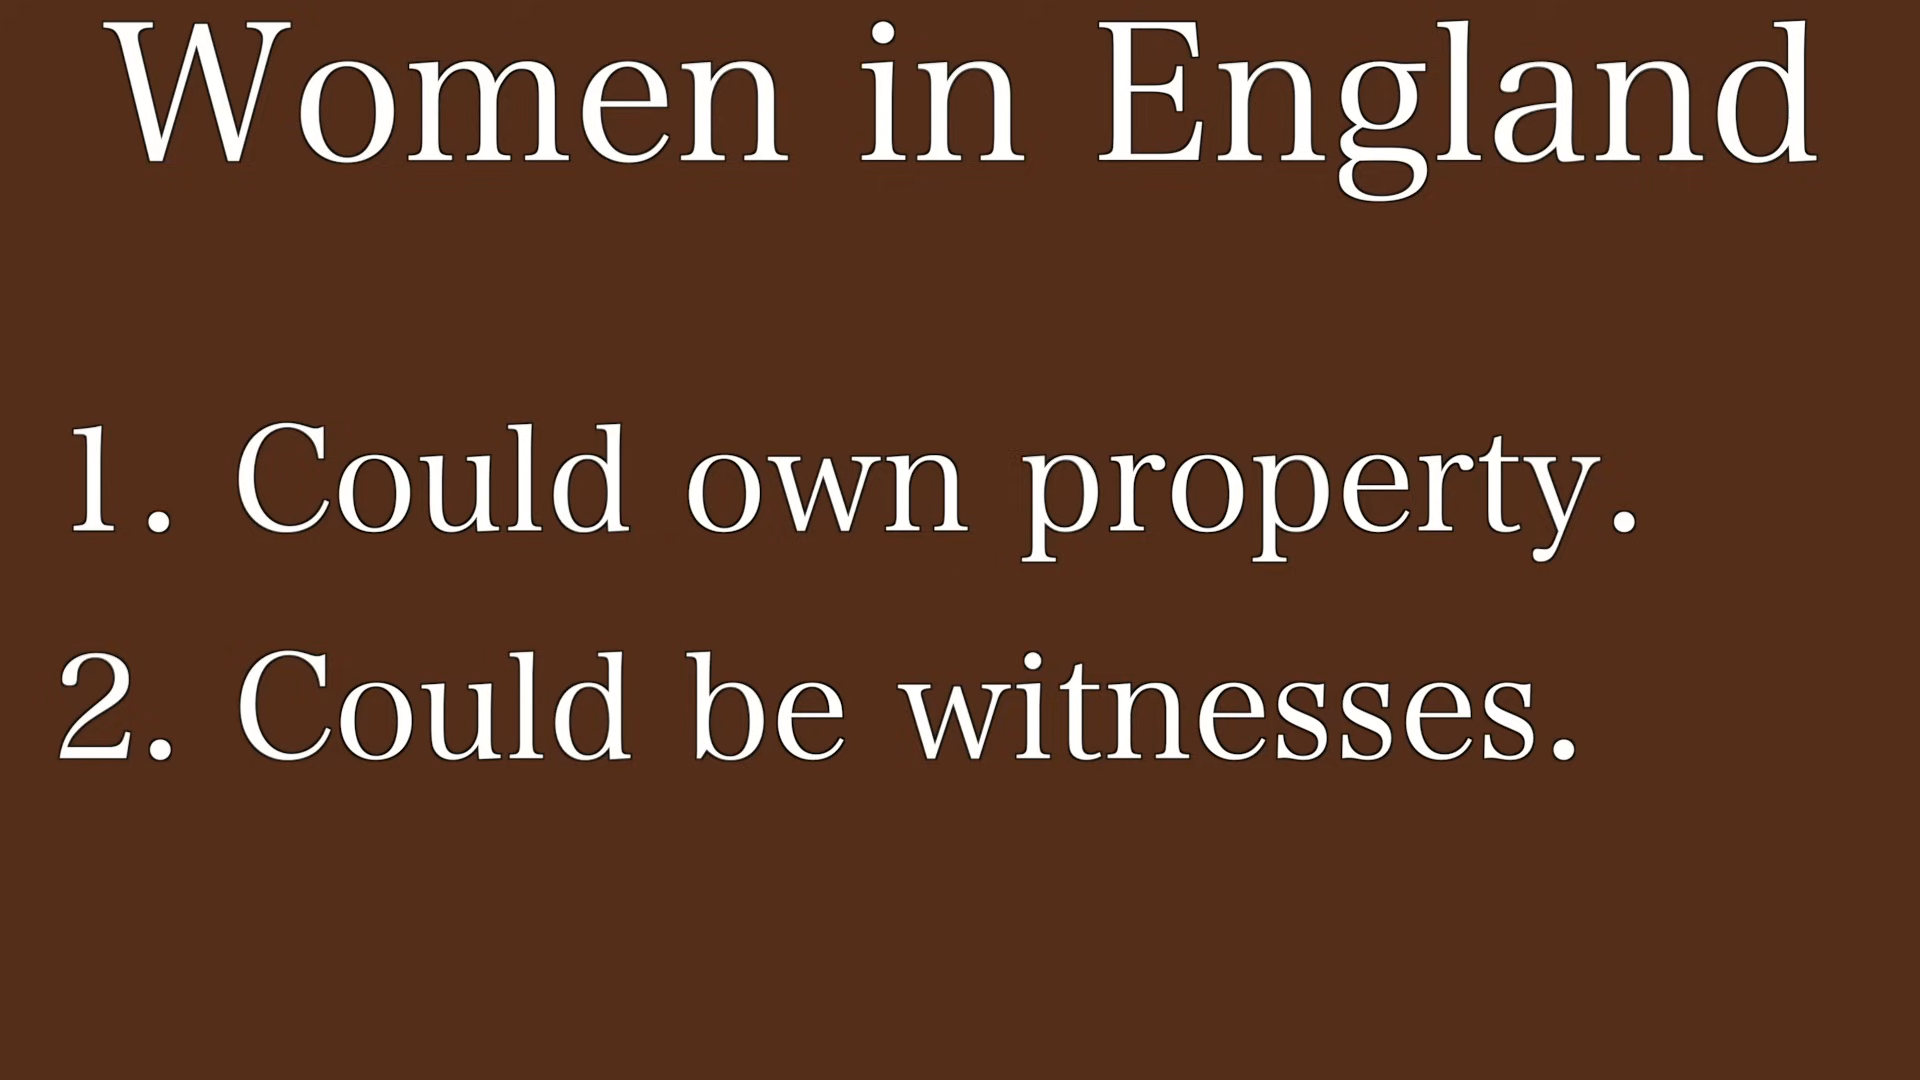 Women in England
1. Could own property.
2. Could be witnesses.